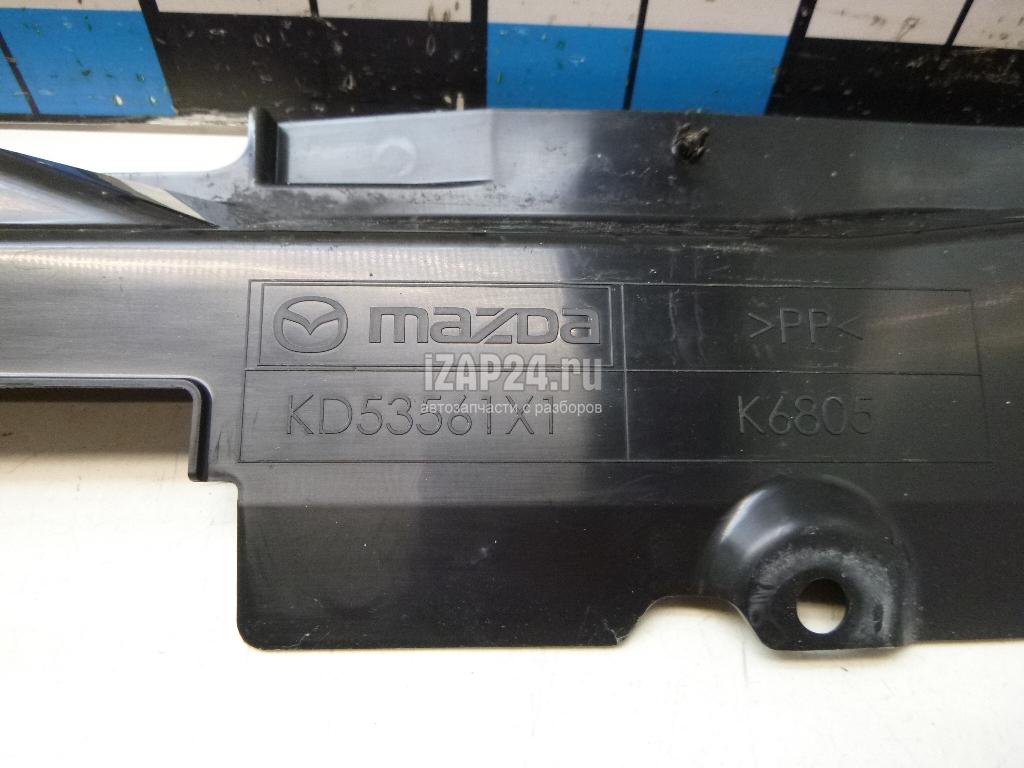 mazda >PP<
iZAP24.ru
автозапчасти с разборов
KD53561X1 K6805